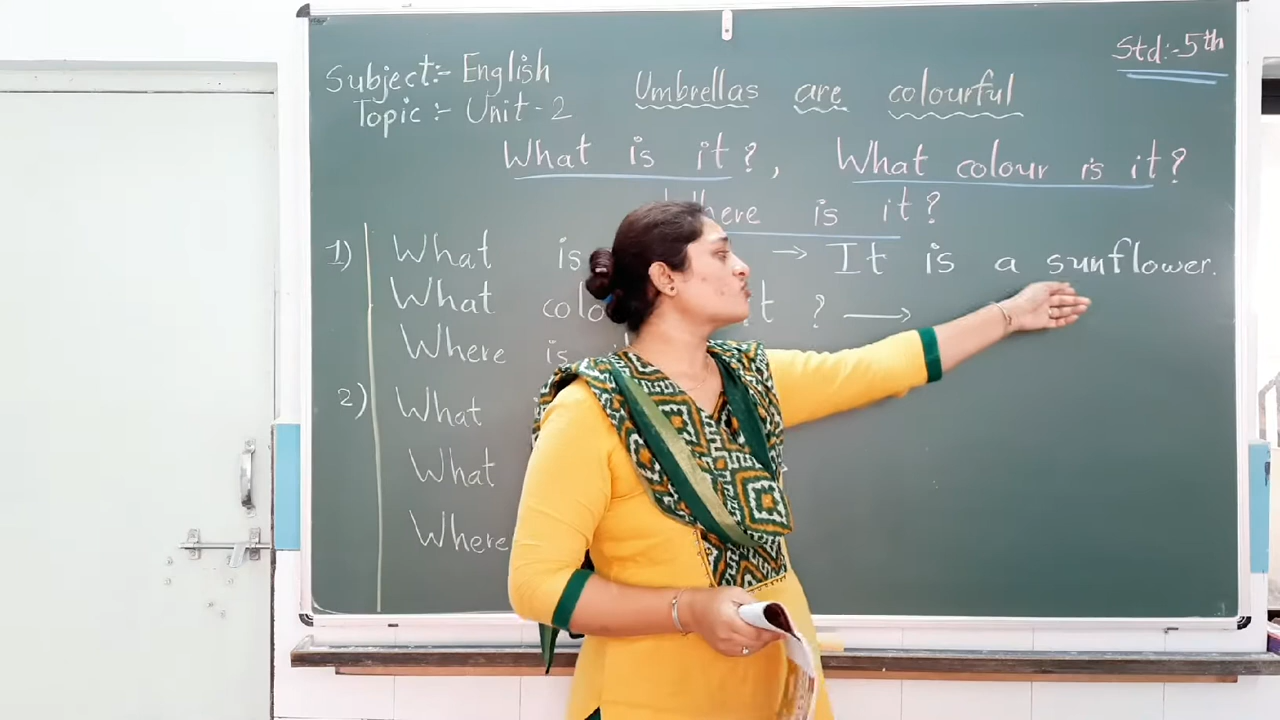 Std:-5th
Subject:- English
Topic:- Unit-2
Umbrellas are colourful
What is it?, What colour is it?
Where is it?
1) What is → It is a sunflower.
What colo t ? →
Where is
2) What
What
Where